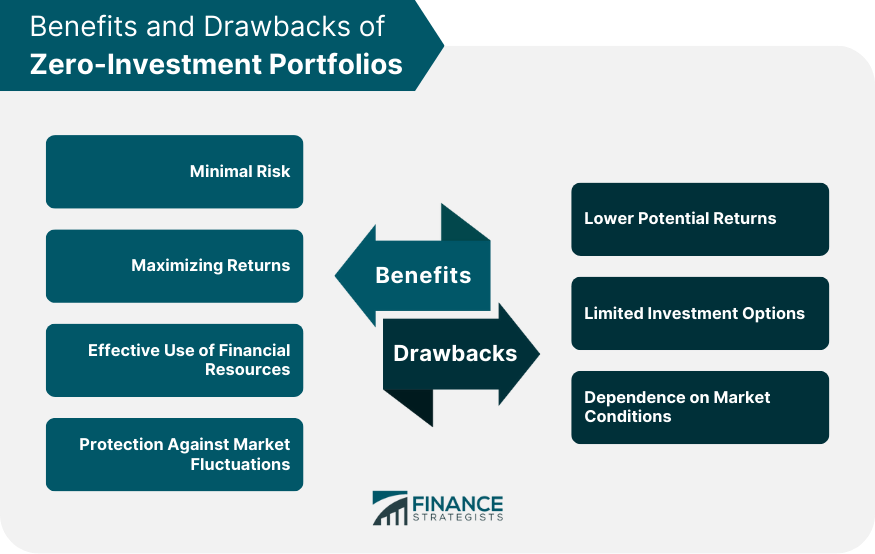 Benefits and Drawbacks of
Zero-Investment Portfolios
Minimal Risk
Maximizing Returns
Effective Use of Financial
Resources
Protection Against Market
Fluctuations
Benefits
Drawbacks
Lower Potential Returns
Limited Investment Options
Dependence on Market
Conditions
FINANCE
STRATEGISTS